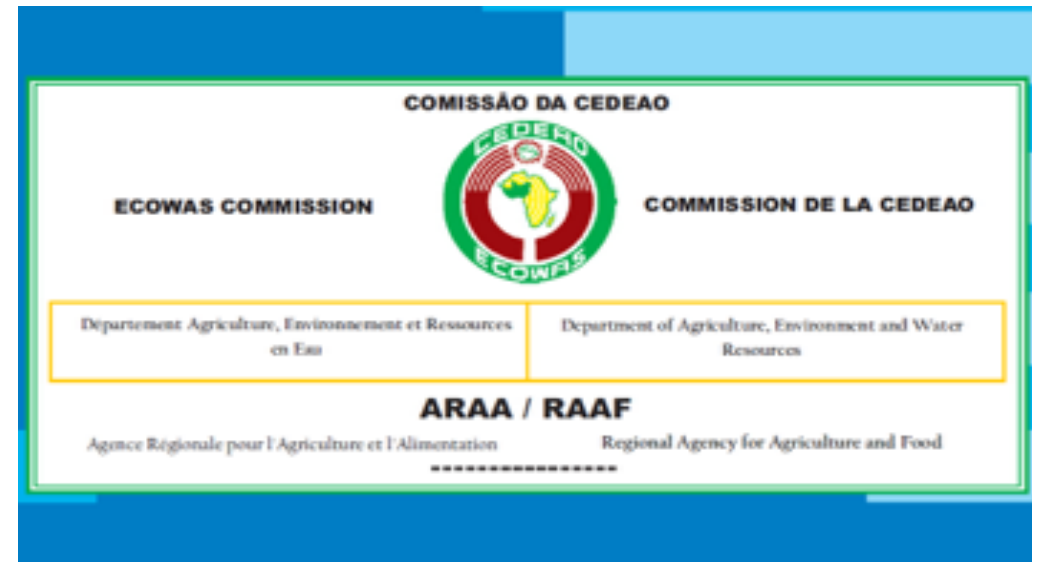 COMISSÃO DA CEDEAO
CEDEAO
ECOWAS COMMISSION
COMMISSION DE LA CEDEAO
ECOWAS
Département Agriculture, Environnement et Ressources
en Eau
Department of Agriculture, Environment and Water
Resources
ARAA / RAAF
Agence Régionale pour l'Agriculture et l'Alimentation
Regional Agency for Agriculture and Food
-----------------